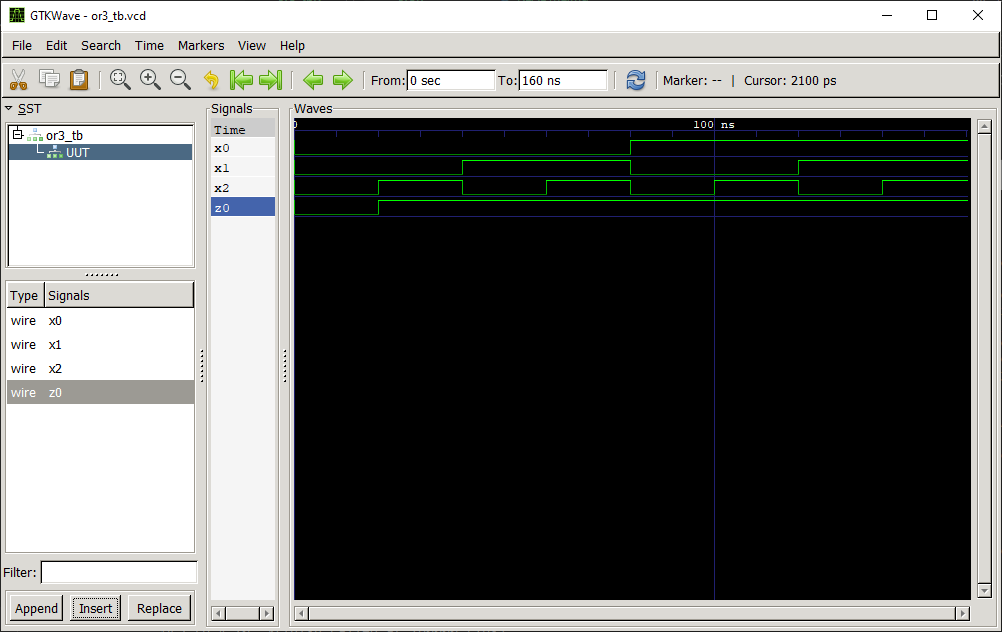 GTKWave - or3_tb.vcd
File Edit Search Time Markers View Help
From: 0 sec To: 160 ns Marker: -- | Cursor: 2100 ps
SST
or3_tb
UUT
Type Signals
wire x0
wire x1
wire x2
wire z0
Filter:
Append Insert Replace
Signals
Time
x0
x1
x2
z0
Waves
0 100 ns